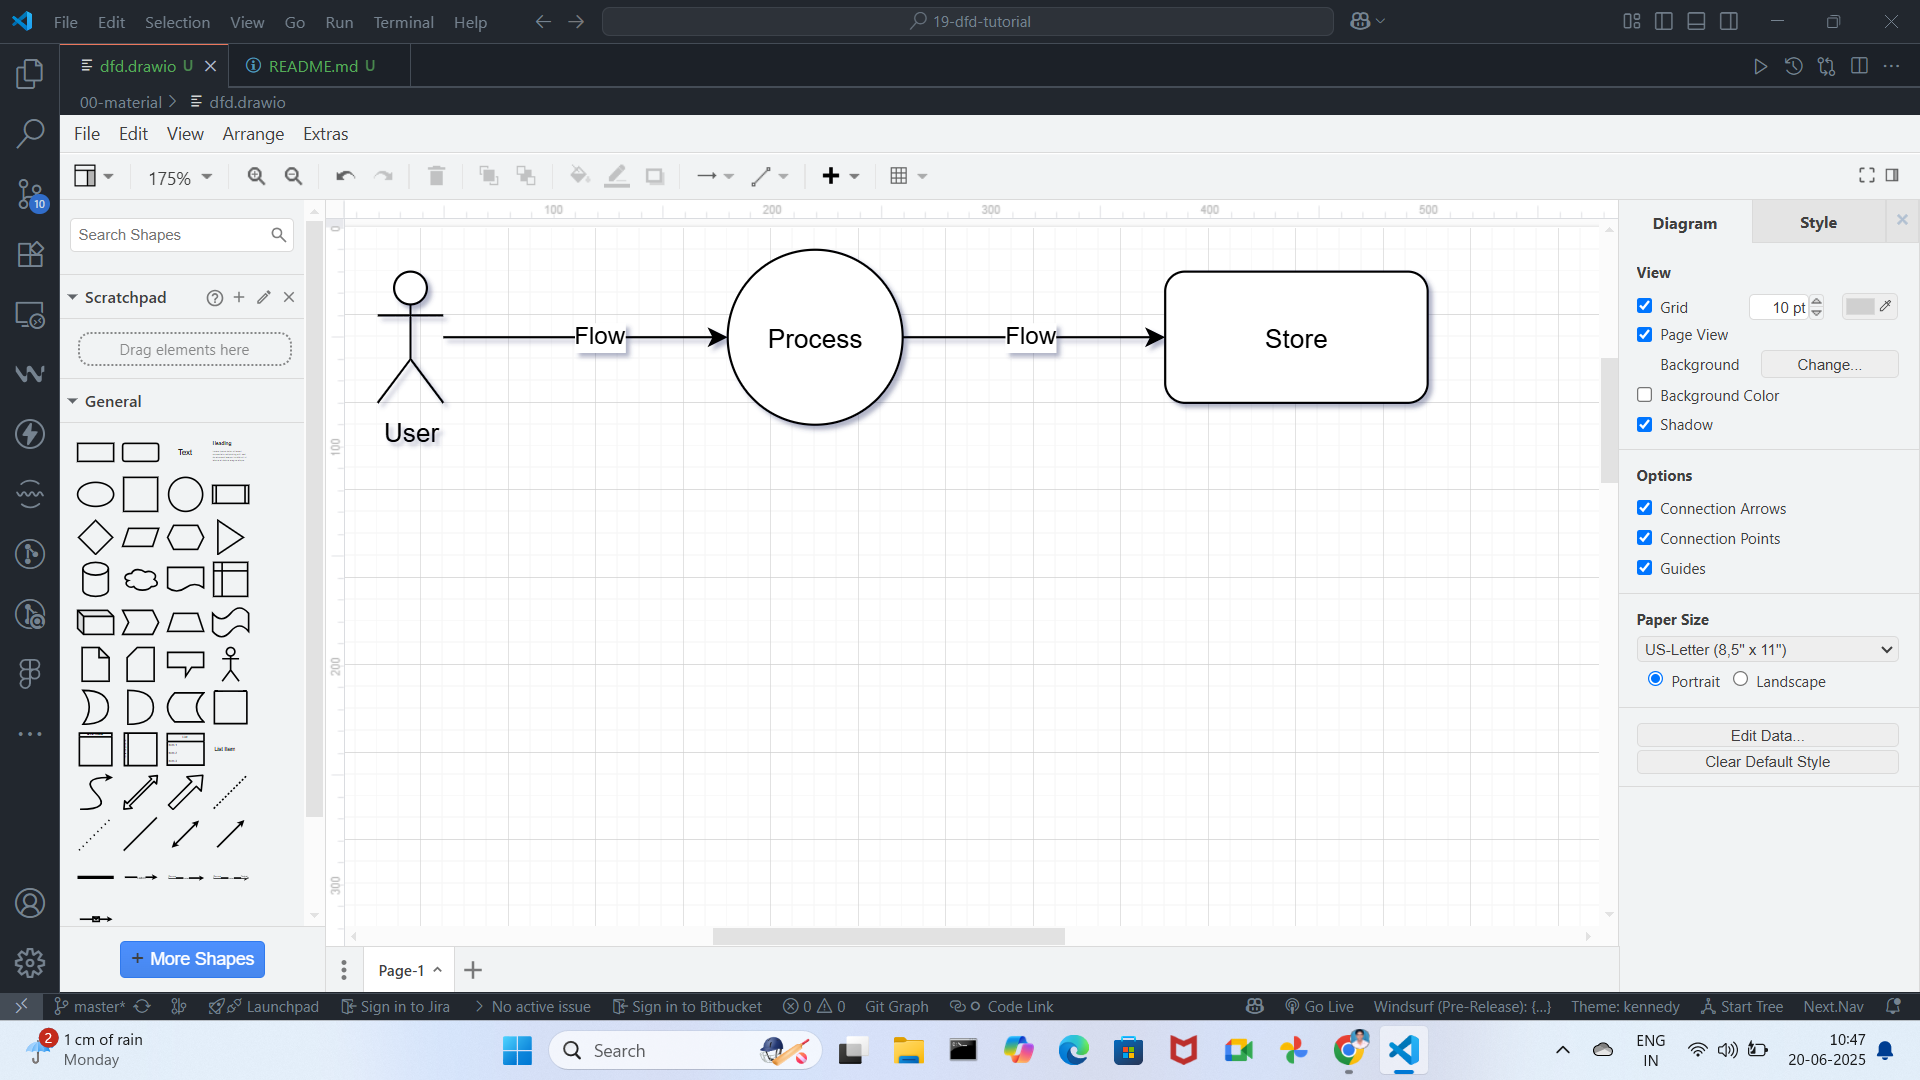 File Edit Selection View Go Run Terminal Help 19-dfd-tutorial
dfd.drawio U README.md U
00-material dfd.drawio
File Edit View Arrange Extras
175%
100 200 300 400 500
Search Shapes
Scratchpad
Drag elements here
General
Text
Heading
List Item
More Shapes
0
100
200
300
Flow
Process
Flow
Store
User
Diagram Style
View
Grid 10 pt
Page View
Background Change...
Background Color
Shadow
Options
Connection Arrows
Connection Points
Guides
Paper Size
US-Letter (8,5" x 11")
Portrait Landscape
Edit Data...
Clear Default Style
Page-1
10
master* Launchpad Sign in to Jira No active issue Sign in to Bitbucket 0 0 Git Graph Code Link Go Live Windsurf (Pre-Release): {...} Theme: kennedy Start Tree Next.Nav
2
1 cm of rain
Monday
Search
ENG
IN
10:47
20-06-2025